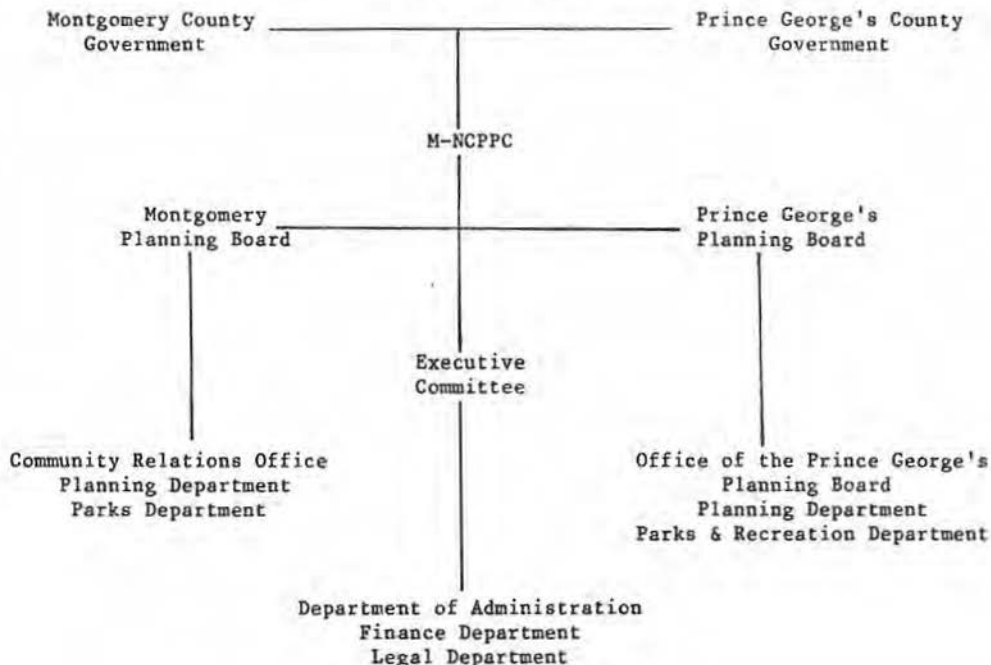 Montgomery County
Government
Prince George's County
Government
M-NCPPC
Montgomery
Planning Board
Prince George's
Planning Board
Executive
Committee
Community Relations Office
Planning Department
Parks Department
Office of the Prince George's
Planning Board
Planning Department
Parks & Recreation Department
Department of Administration
Finance Department
Legal Department